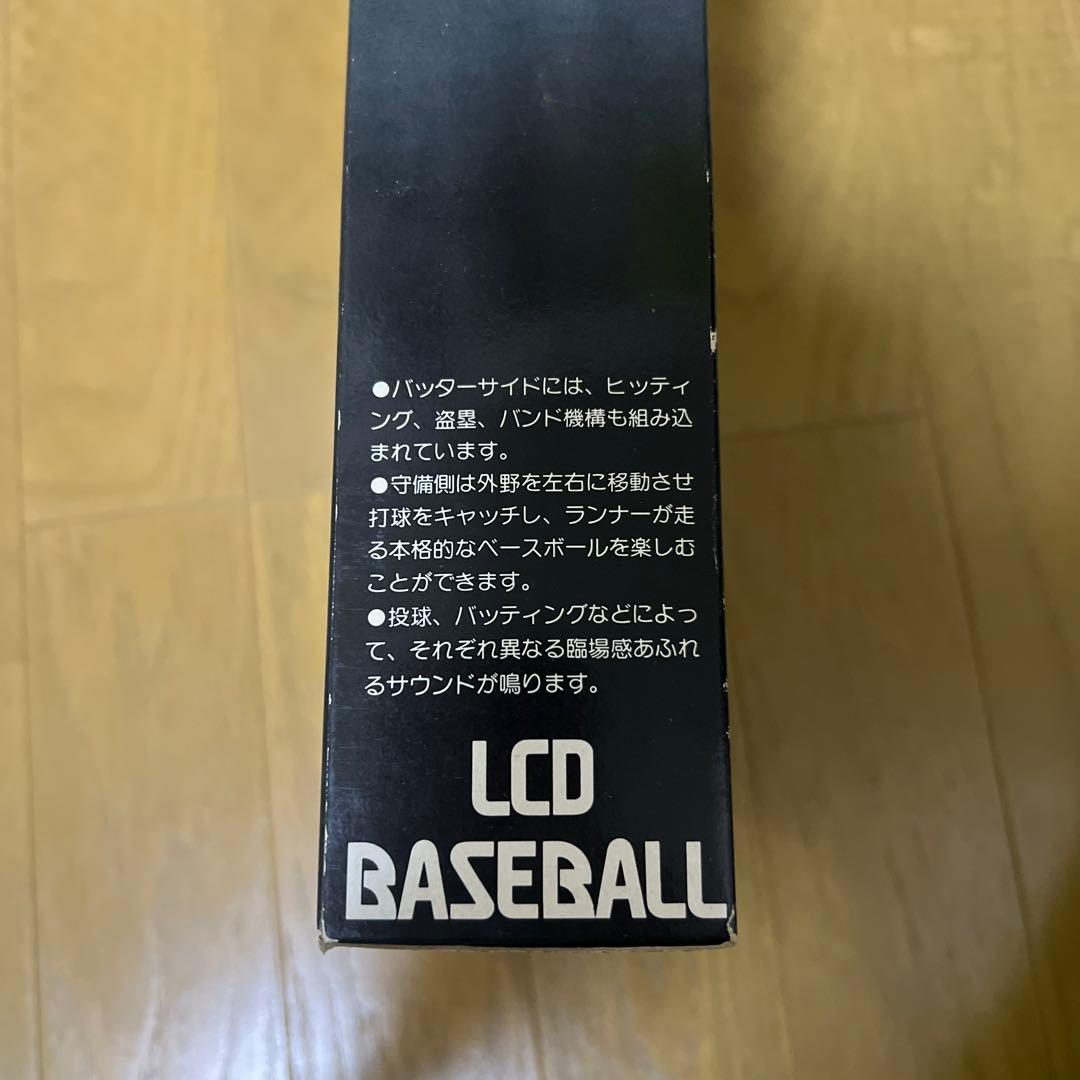 ●バッターサイドには、ヒッティ
ング、盗塁、バンド機構も組み込
まれています。
●守備側は外野を左右に移動させ
打球をキャッチし、ランナーが走
る本格的なベースボールを楽しむ
ことができます。
●投球、バッティングなどによっ
て、それぞれ異なる臨場感あふれ
るサウンドが鳴ります。
LCD
BASEBALL